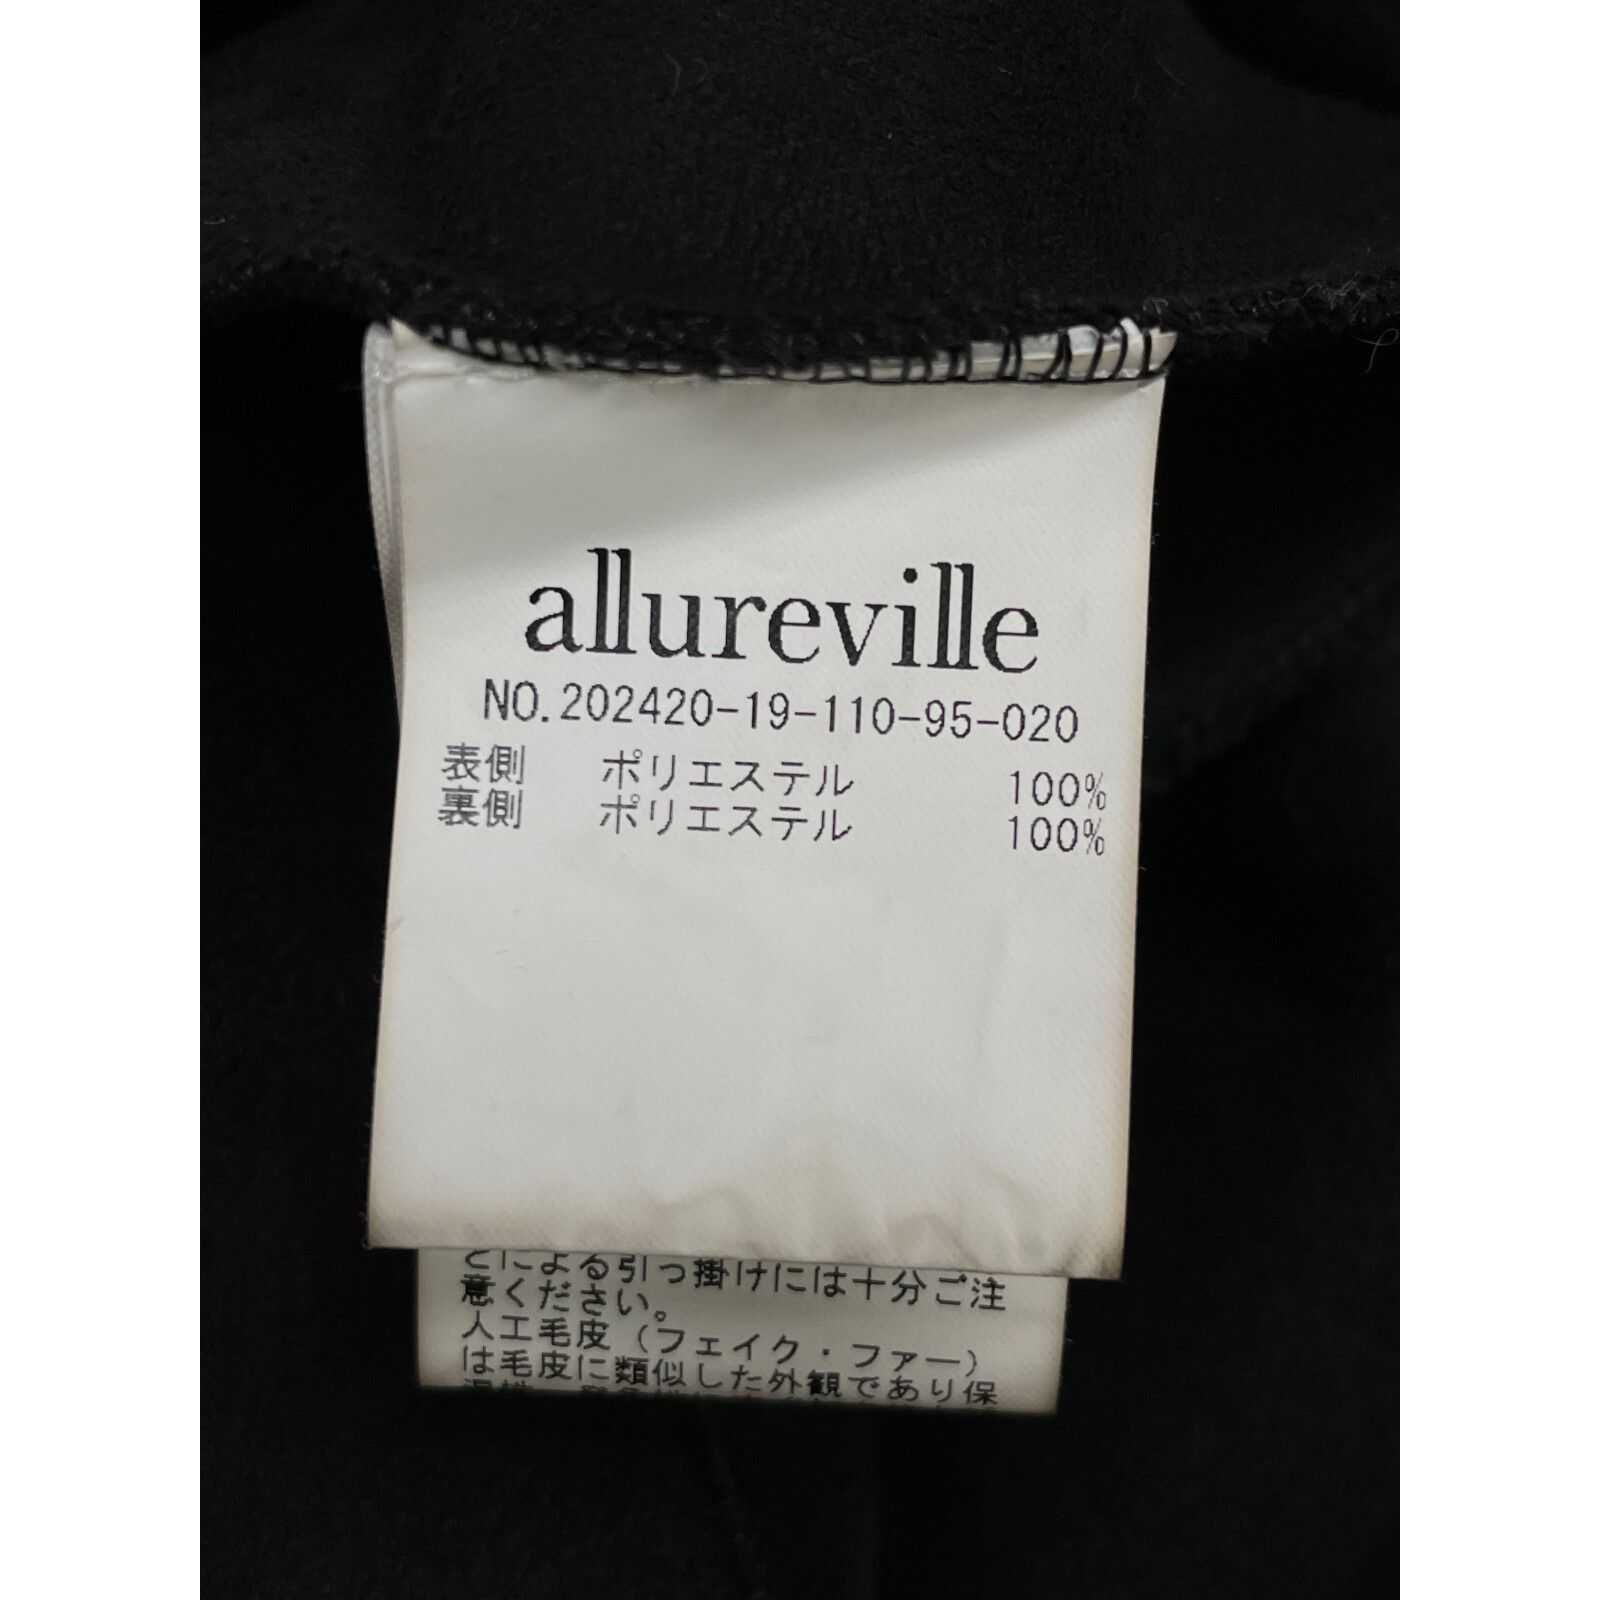 allureville
NO.202420-19-110-95-020
表側 ポリエステル 100%
裏側 ポリエステル 100%
による引っ掛けには十分ご注
意ください。
人工毛皮(フェイク・ファー)
は毛皮に類似した外観であり保